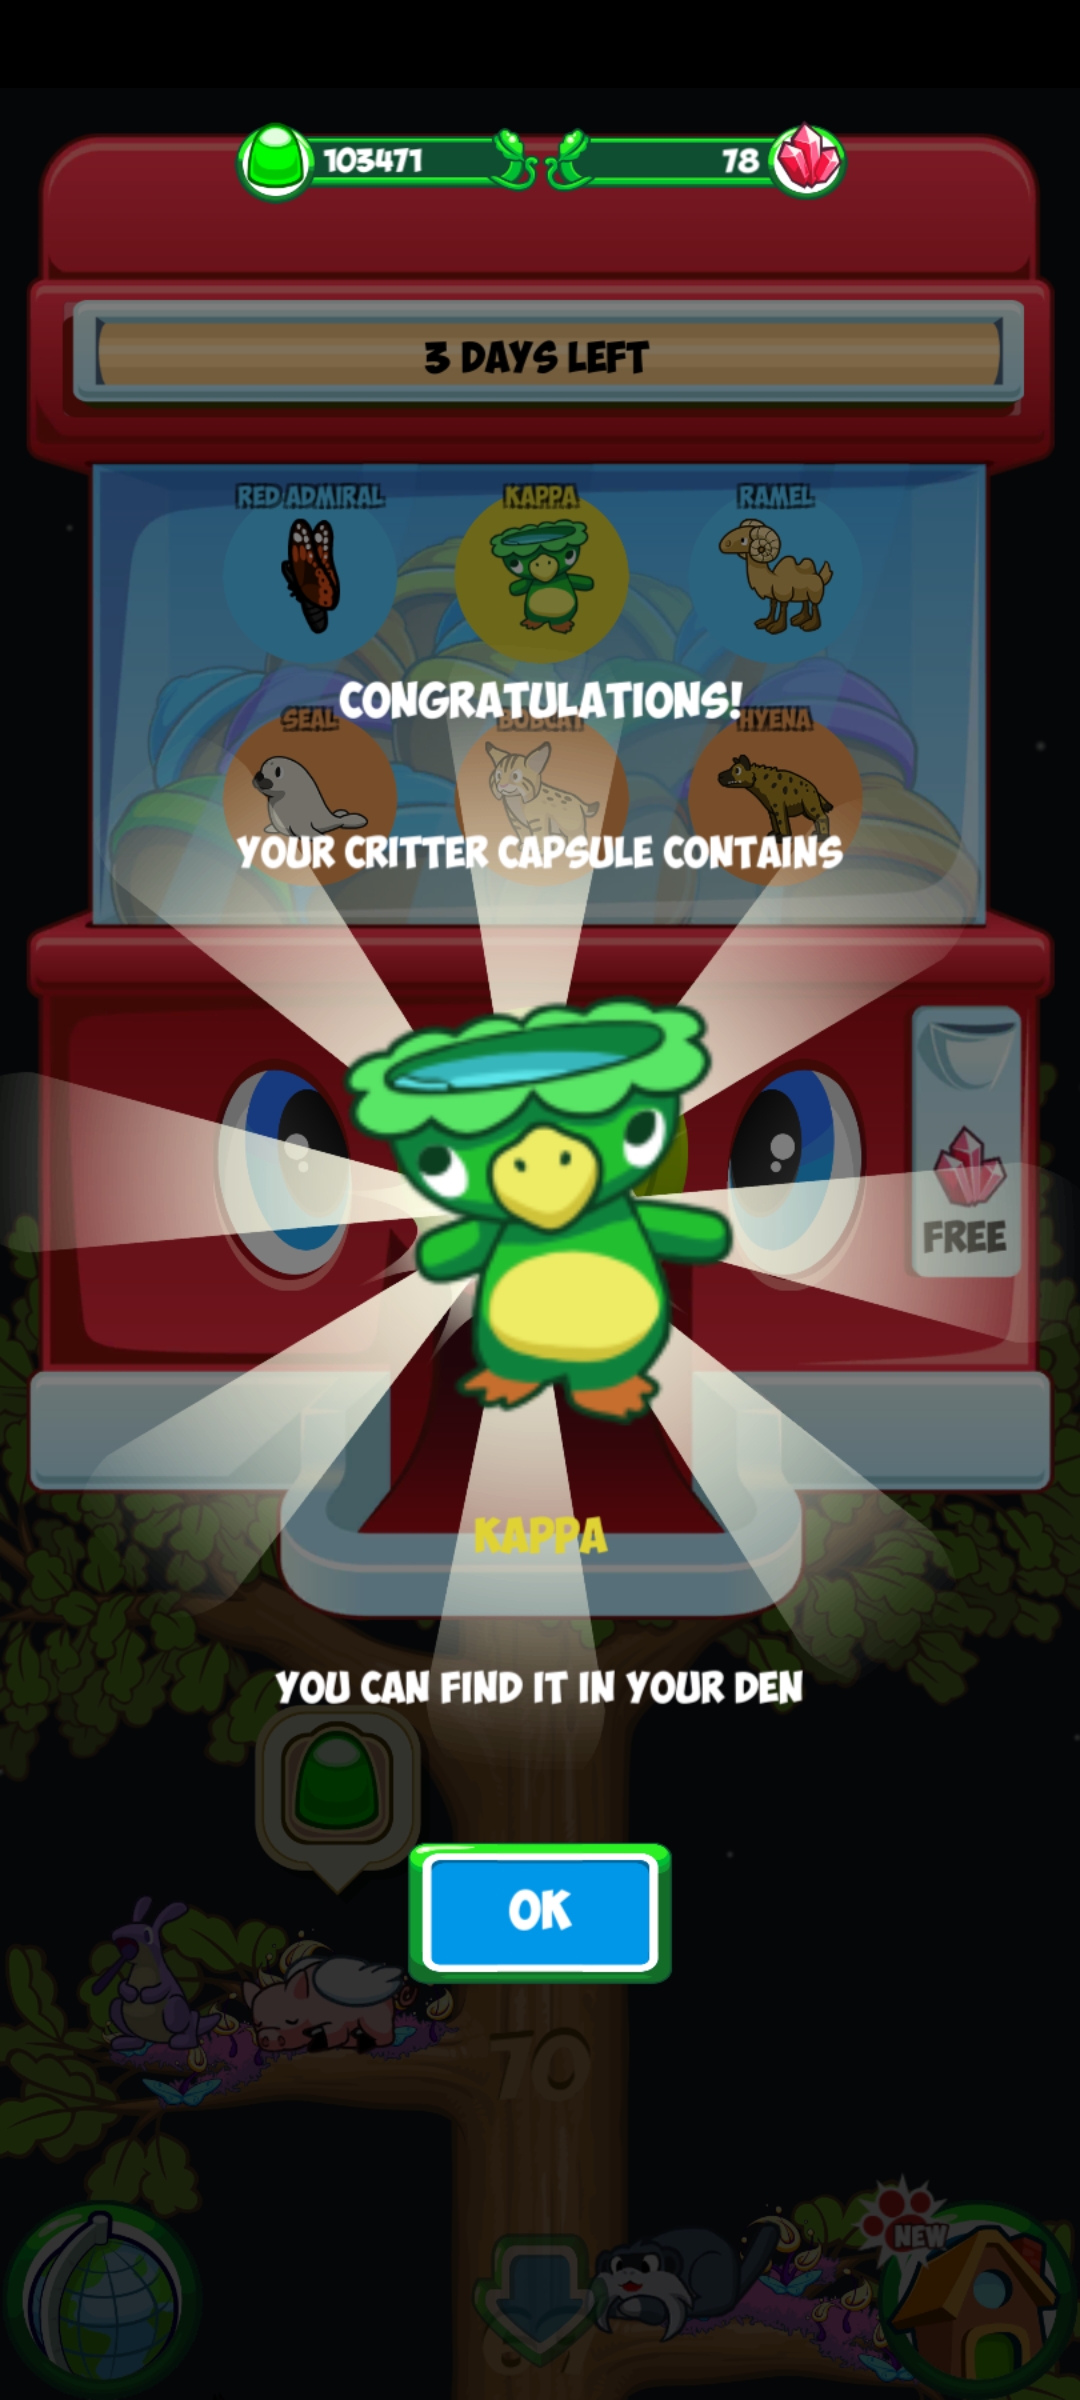 103471
78
3 DAYS LEFT
RED ADMIRAL
KAPPA
RAMEL
CONGRATULATIONS!
SEAL
BOBCAT
HYENA
YOUR CRITTER CAPSULE CONTAINS
FREE
KAPPA
YOU CAN FIND IT IN YOUR DEN
OK
70
NEW